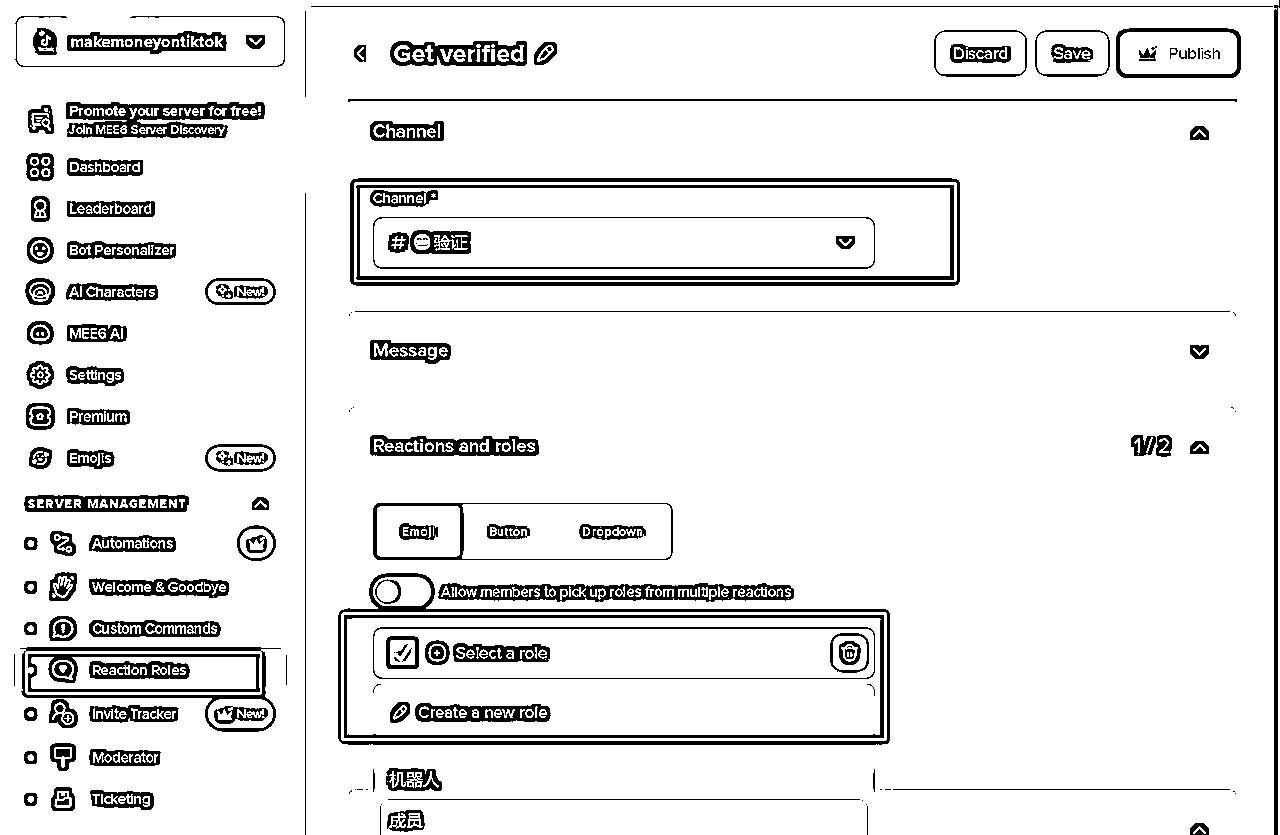 makemoneyontiktok
Promote your server for free!
Join MEE6 Server Discovery
Dashboard
Leaderboard
Bot Personalizer
AI Characters
New!
MEE6 AI
Settings
Premium
Emojis
New!
SERVER MANAGEMENT
Automations
Welcome & Goodbye
Custom Commands
Reaction Roles
Invite Tracker
New!
Moderator
Ticketing
Get verified
Discard
Save
Publish
Channel
Channel *
# 验证
Message
Reactions and roles
1/2
Emoji
Button
Dropdown
Allow members to pick up roles from multiple reactions
Select a role
Create a new role
机器人
成员